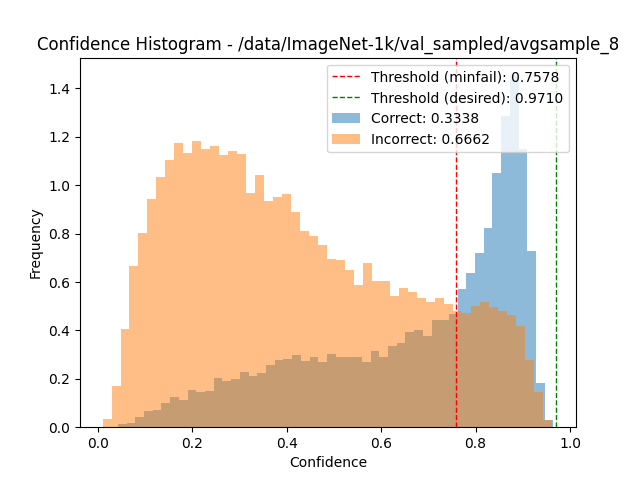 Confidence Histogram - /data/ImageNet-1k/val_sampled/avgsample_8
Threshold (minfail): 0.7578
Threshold (desired): 0.9710
Correct: 0.3338
Incorrect: 0.6662
Frequency
1.4
1.2
1.0
0.8
0.6
0.4
0.2
0.0
0.0 0.2 0.4 0.6 0.8 1.0
Confidence